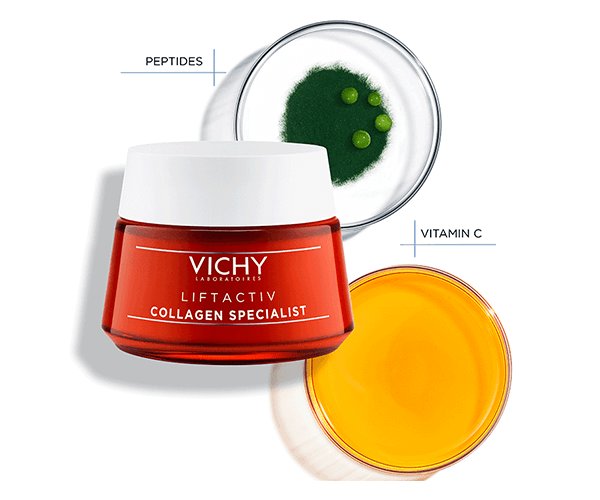 PEPTIDES
VITAMIN C
VICHY
LABORATOIRES
LIFTACTIV
COLLAGEN SPECIALIST